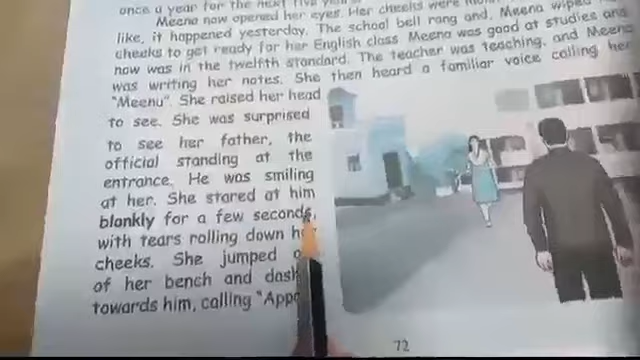 once a year for the next five
Meena now opened her eyes. Her cheeks were
like, it happened yesterday. The school bell rang and, Meena wiped
cheeks to get ready for her English class Meena was good at studies and
now was in the twelfth standard. The teacher was teaching, and Meena
was writing her notes. She then heard a familiar voice calling her
"Meenu". She raised her head
to see. She was surprised
to see her father, the
official standing at the
entrance. He was smiling
at her. She stared at him
blankly for a few seconds,
with tears rolling down
cheeks. She jumped
of her bench and
towards him, calling
72